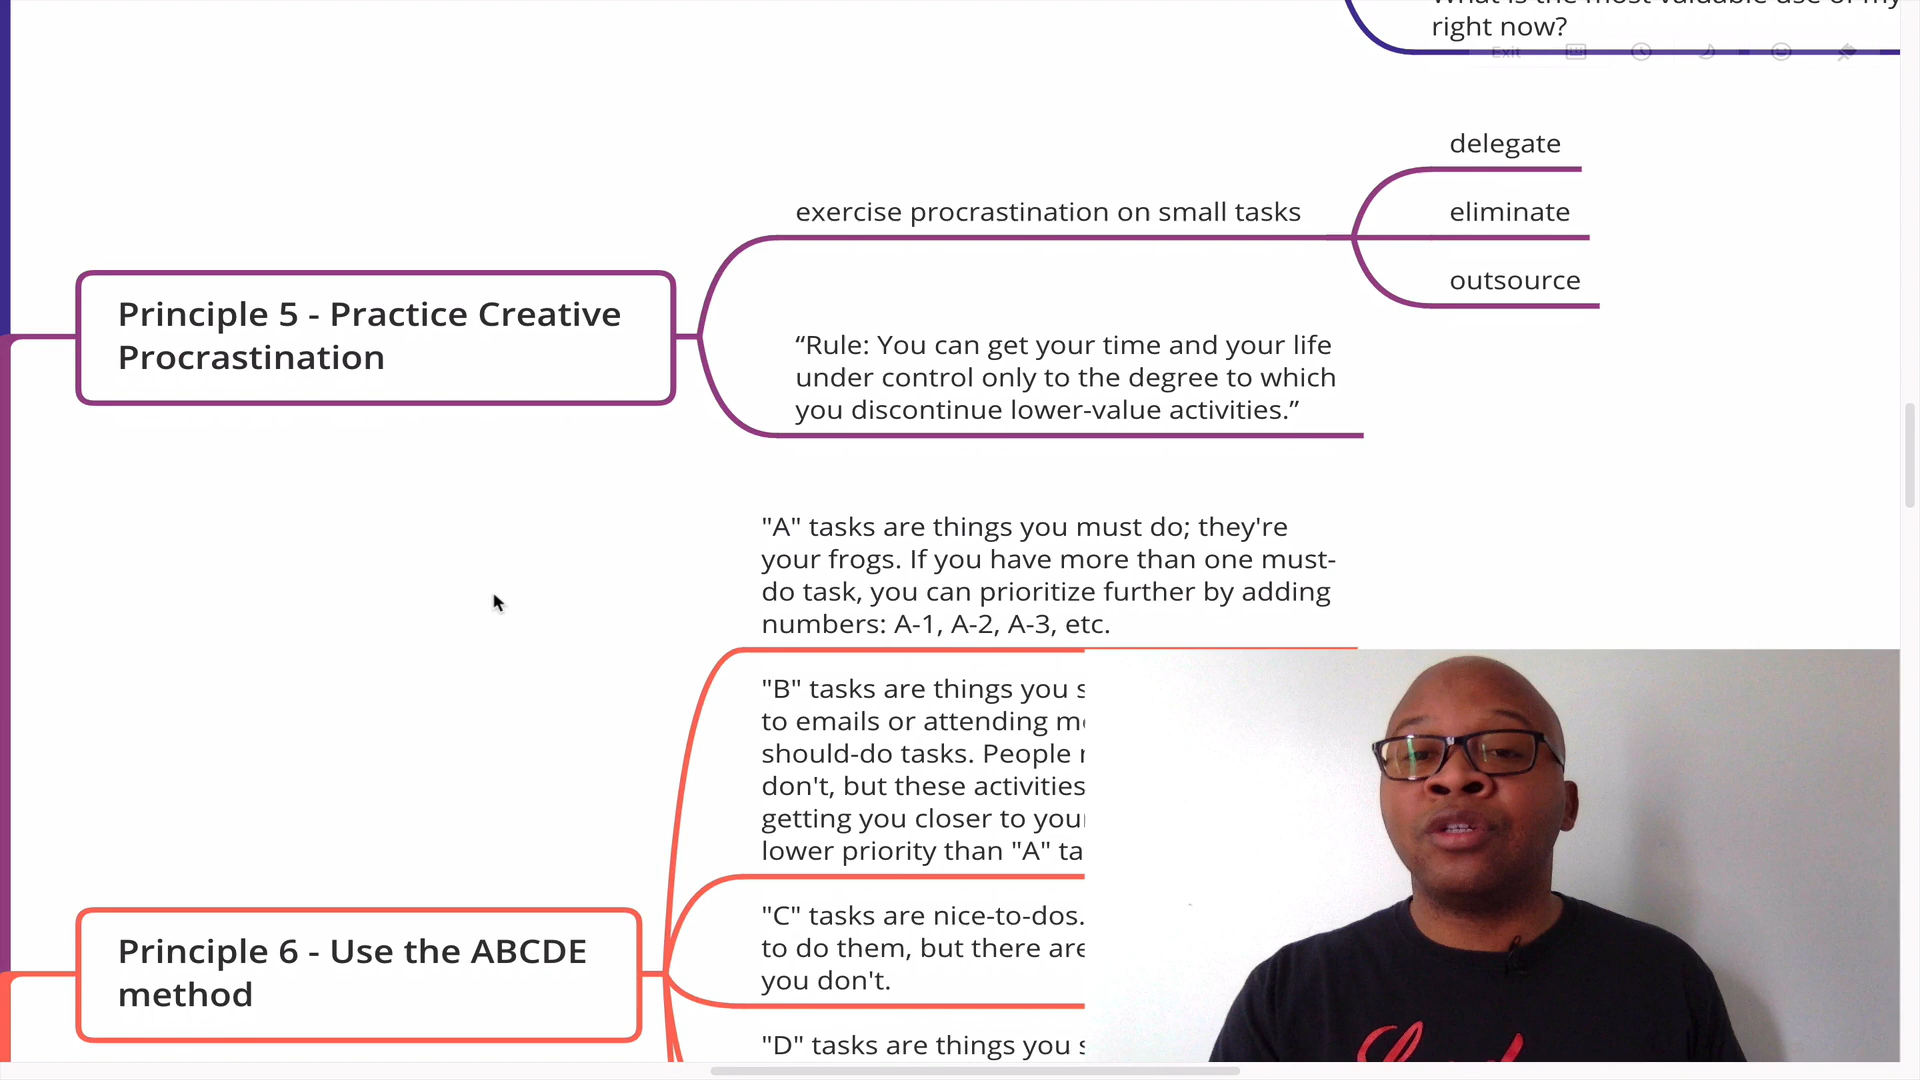 right now?
Exit
delegate
exercise procrastination on small tasks
eliminate
outsource
Principle 5 - Practice Creative
Procrastination
“Rule: You can get your time and your life
under control only to the degree to which
you discontinue lower-value activities.”
"A" tasks are things you must do; they're
your frogs. If you have more than one must-
do task, you can prioritize further by adding
numbers: A-1, A-2, A-3, etc.
"B" tasks are things you
to emails or attending
should-do tasks. People
don't, but these activities
getting you closer to
lower priority than "A"
Principle 6 - Use the ABCDE
method
"C" tasks are nice-to-dos.
to do them, but there are
you don't.
"D" tasks are things you